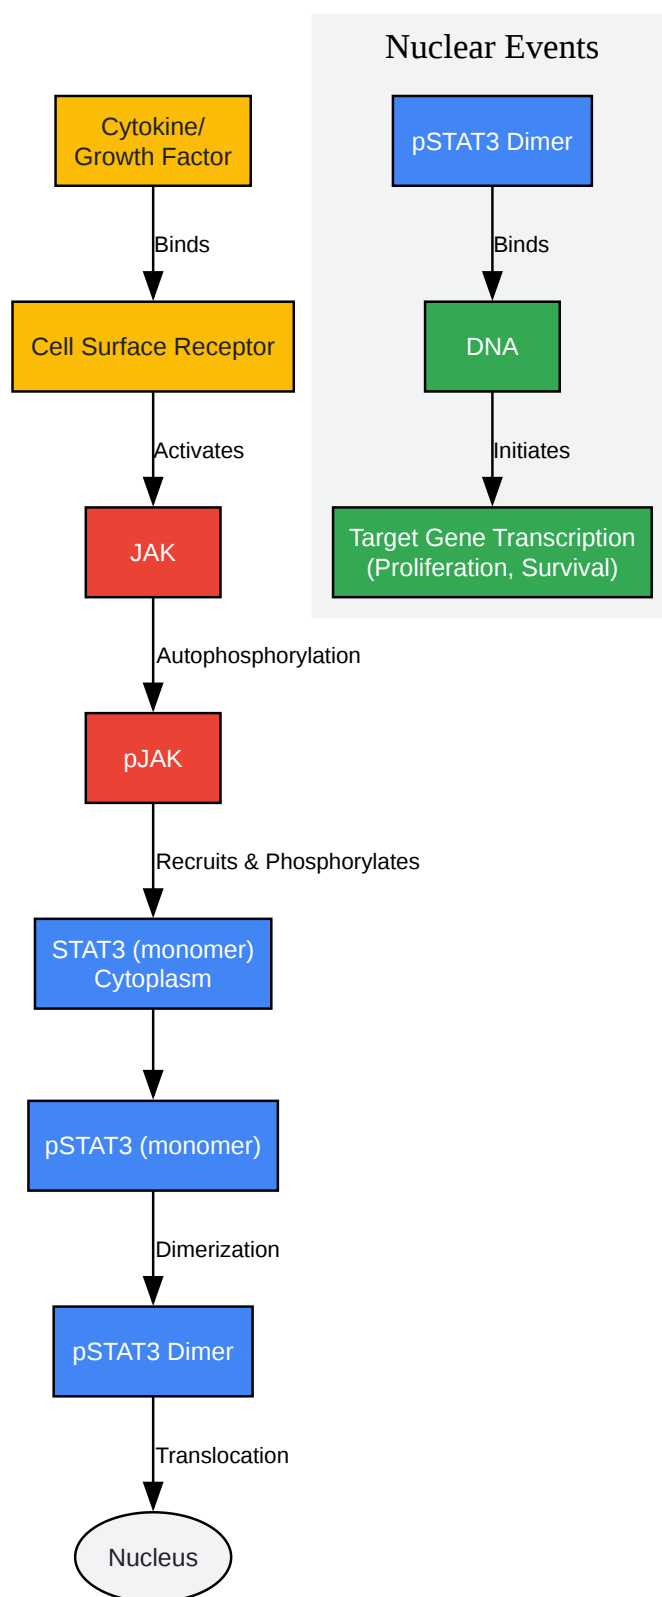 Cytokine/
Growth Factor
Binds
Cell Surface Receptor
Activates
JAK
Autophosphorylation
pJAK
Recruits & Phosphorylates
STAT3 (monomer)
Cytoplasm
pSTAT3 (monomer)
Dimerization
pSTAT3 Dimer
Translocation
Nucleus
Nuclear Events
pSTAT3 Dimer
Binds
DNA
Initiates
Target Gene Transcription
(Proliferation, Survival)